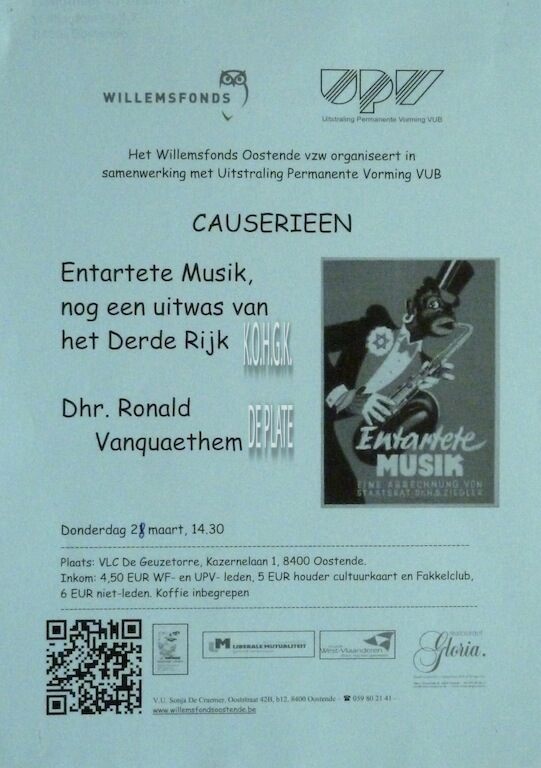 WILLEMSFONDS
UPV
Uitstraling Permanente Vorming VUB
Het Willemsfonds Oostende vzw organiseert in
samenwerking met Uitstraling Permanente Vorming VUB
CAUSERIEEN
Entartete Musik,
nog een uitwas van
het Derde Rijk
K.O.H.G.K.
Dhr. Ronald
Vanquaethem
DE PLATE
Entartete
MUSIK
EINE ABRECHNUNG VON
STAATSRAT DR. H.S. ZIEGLER
Donderdag 28 maart, 14.30
Plaats: VLC De Geuzetorre, Kazernelaan 1, 8400 Oostende.
Inkom: 4,50 EUR WF- en UPV- leden, 5 EUR houder cultuurkaart en Fakkelclub,
6 EUR niet-leden. Koffie inbegrepen
LM LIBERALE MUTUALITEIT
West-Vlaanderen
restaurant
Gloria.
V.U. Sonja De Craemer, Ooststraat 42B, b12, 8400 Oostende - ☎ 059 80 21 41 -
www.willemsfondsoostende.be